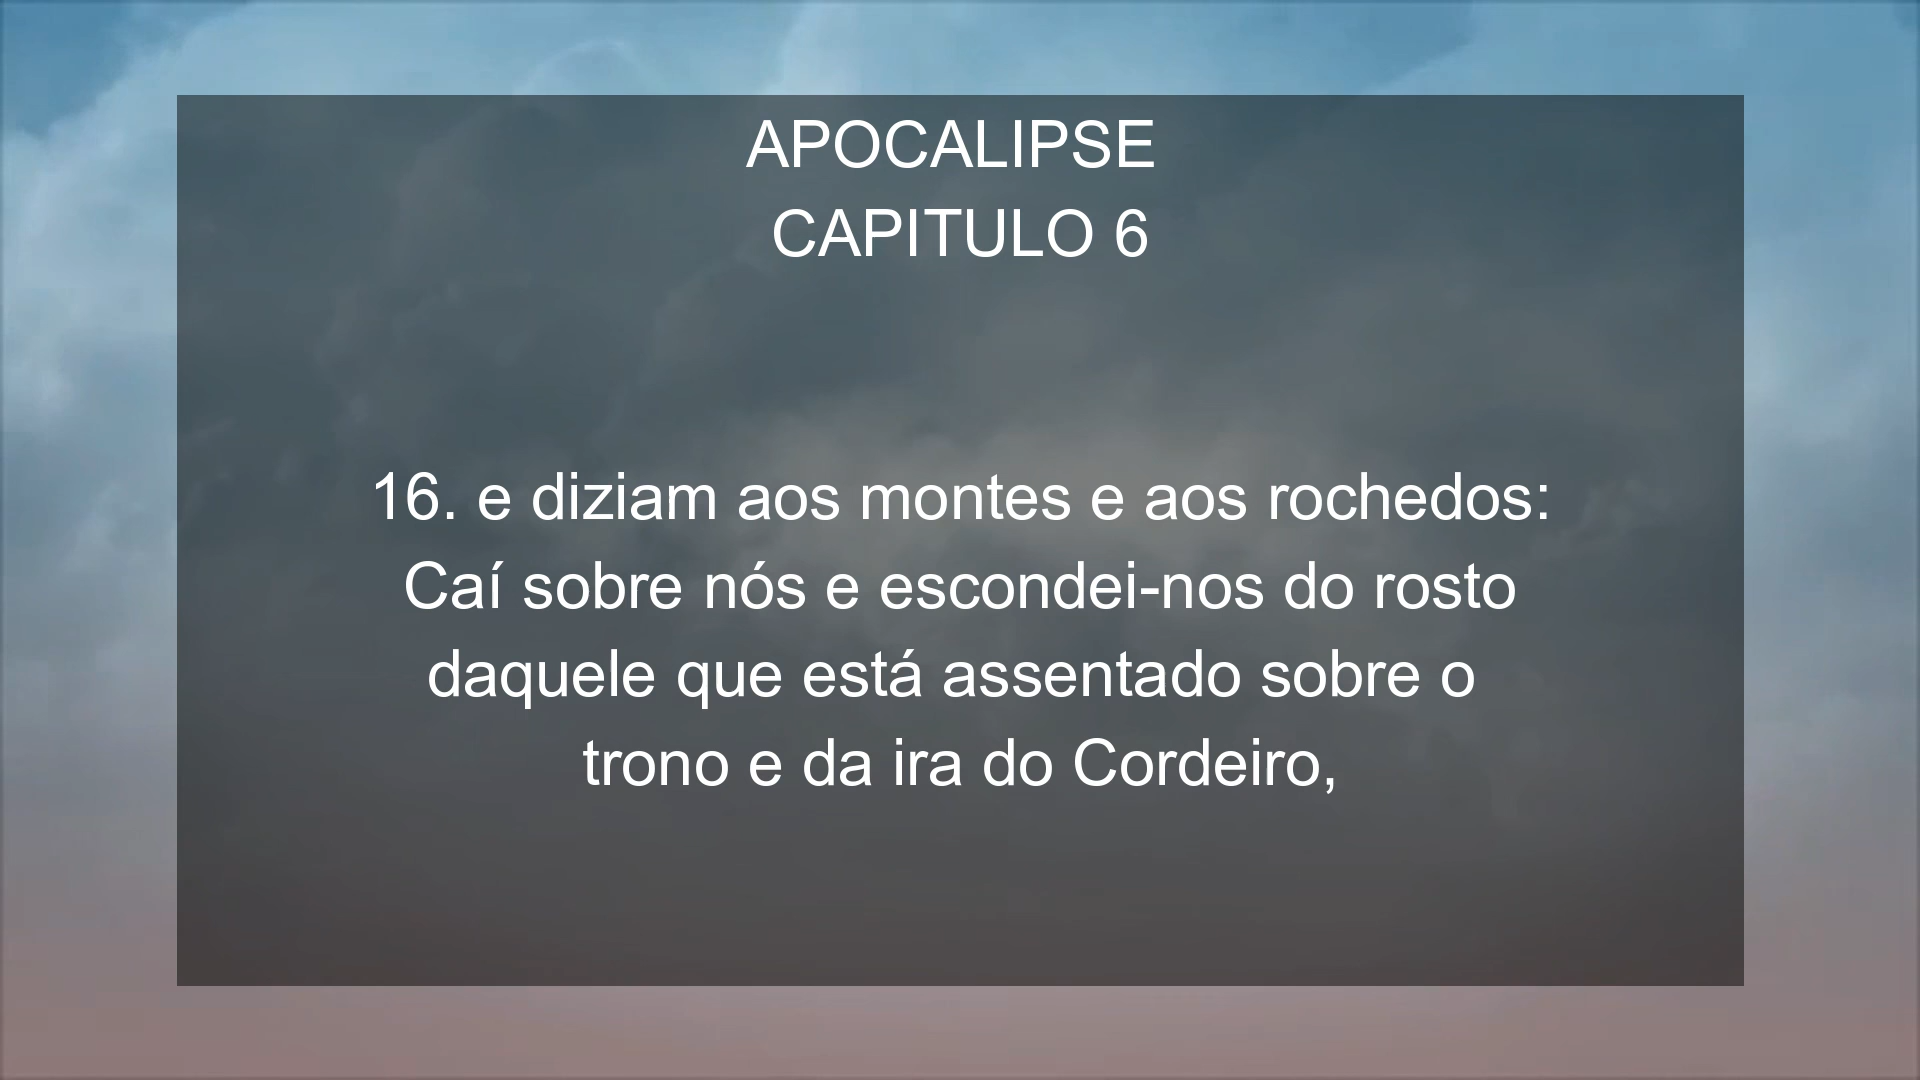 APOCALIPSE
CAPITULO 6
16. e diziam aos montes e aos rochedos:
Caí sobre nós e escondei-nos do rosto
daquele que está assentado sobre o
trono e da ira do Cordeiro,